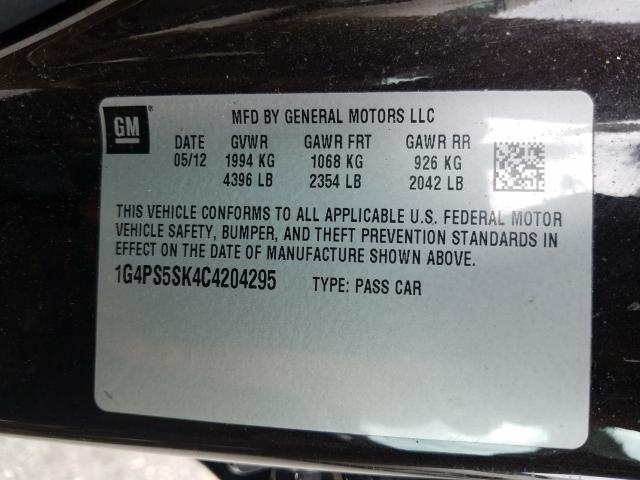 GM ®
MFD BY GENERAL MOTORS LLC
DATE GVWR GAWR FRT GAWR RR
05/12 1994 KG 1068 KG 926 KG
4396 LB 2354 LB 2042 LB
THIS VEHICLE CONFORMS TO ALL APPLICABLE U.S. FEDERAL MOTOR
VEHICLE SAFETY, BUMPER, AND THEFT PREVENTION STANDARDS IN
EFFECT ON THE DATE OF MANUFACTURE SHOWN ABOVE.
1G4PS5SK4C4204295 TYPE: PASS CAR